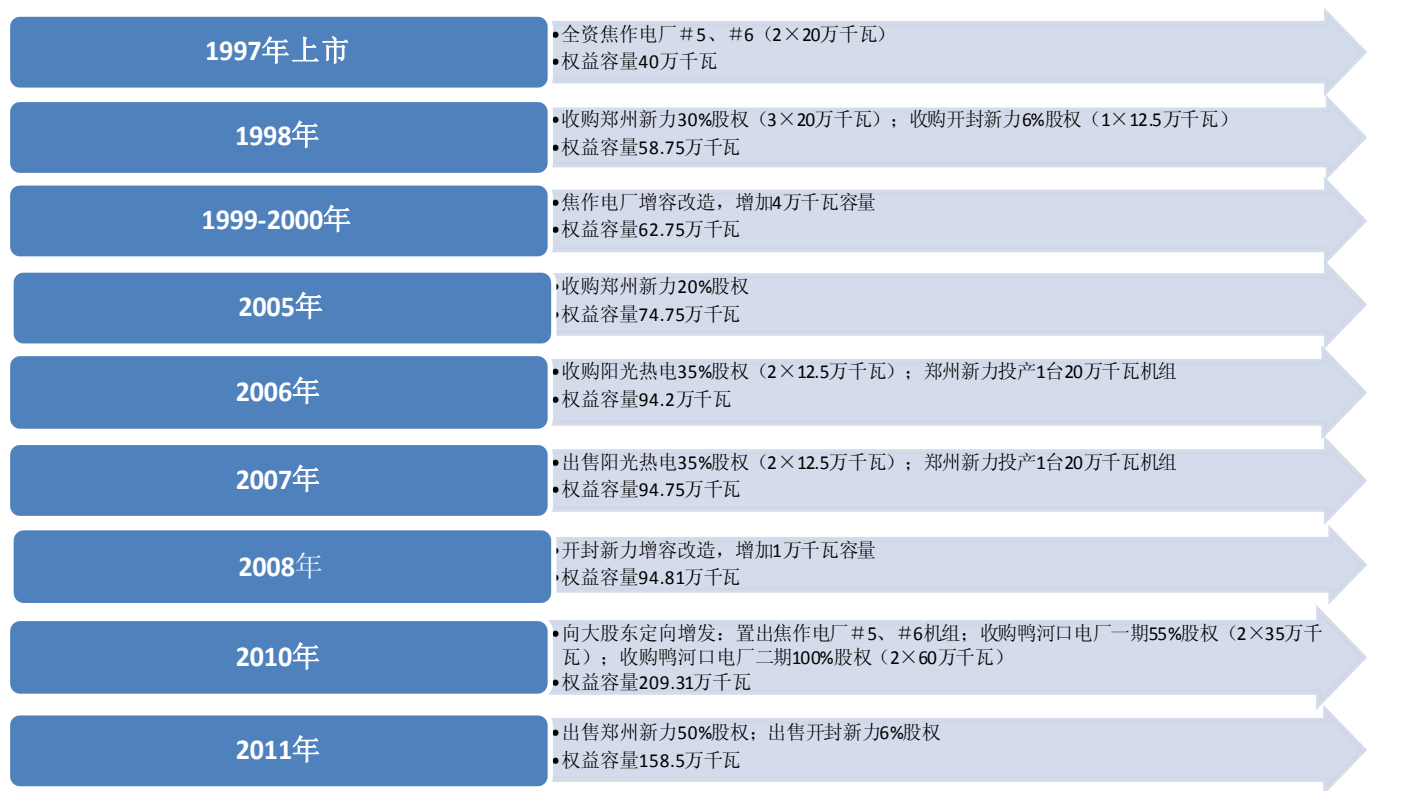 1997年上市
•全资焦作电厂＃5、＃6（2×20万千瓦）
•权益容量40万千瓦
1998年
•收购郑州新力30%股权（3×20万千瓦）；收购开封新力6%股权（1×12.5万千瓦）
•权益容量58.75万千瓦
1999-2000年
•焦作电厂增容改造，增加4万千瓦容量
•权益容量62.75万千瓦
2005年
•收购郑州新力20%股权
•权益容量74.75万千瓦
2006年
•收购阳光热电35%股权（2×12.5万千瓦）；郑州新力投产1台20万千瓦机组
•权益容量94.2万千瓦
2007年
•出售阳光热电35%股权（2×12.5万千瓦）；郑州新力投产1台20万千瓦机组
•权益容量94.75万千瓦
2008年
•开封新力增容改造，增加1万千瓦容量
•权益容量94.81万千瓦
2010年
•向大股东定向增发：置出焦作电厂＃5、＃6机组；收购鸭河口电厂一期55%股权（2×35万千
瓦）；收购鸭河口电厂二期100%股权（2×60万千瓦）
•权益容量209.31万千瓦
2011年
•出售郑州新力50%股权；出售开封新力6%股权
•权益容量158.5万千瓦